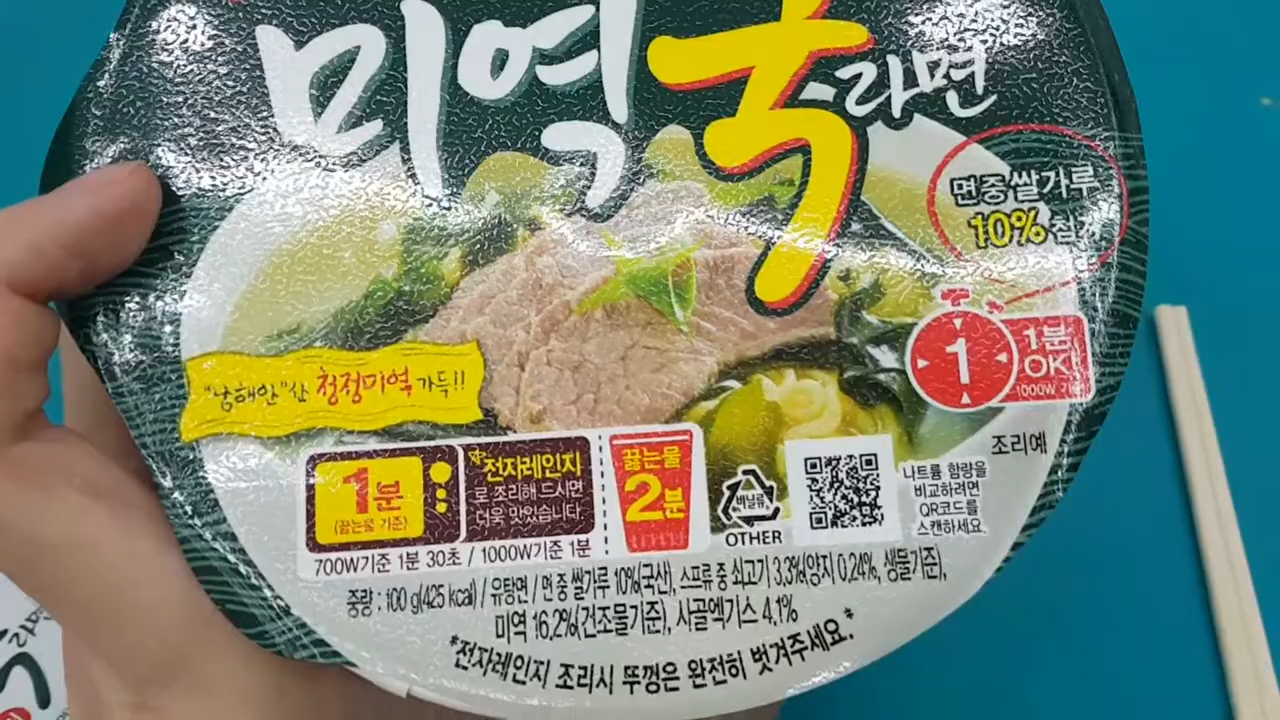 미역국라면
면중쌀가루
10%
1
1분
OK!
1000W
"남해안"산 청정미역 가득!!
조리예
1분
(끓는물 기준)
전자레인지
로 조리해 드시면
더욱 맛있습니다
끓는물
2분
비닐류
OTHER
나트륨 함량을
비교하려면
QR코드를
스캔하세요.
700W기준 1분 30초 / 1000W기준 1분
중량 : 100 g(425 kcal) / 유탕면 / 면 중 쌀가루 10%(국산), 스프류 중 쇠고기 3.3%(양지 0.24%, 생물기준),
미역 16.2%(건조물기준), 사골엑기스 4.1%
*전자레인지 조리시 뚜껑은 완전히 벗겨주세요.*